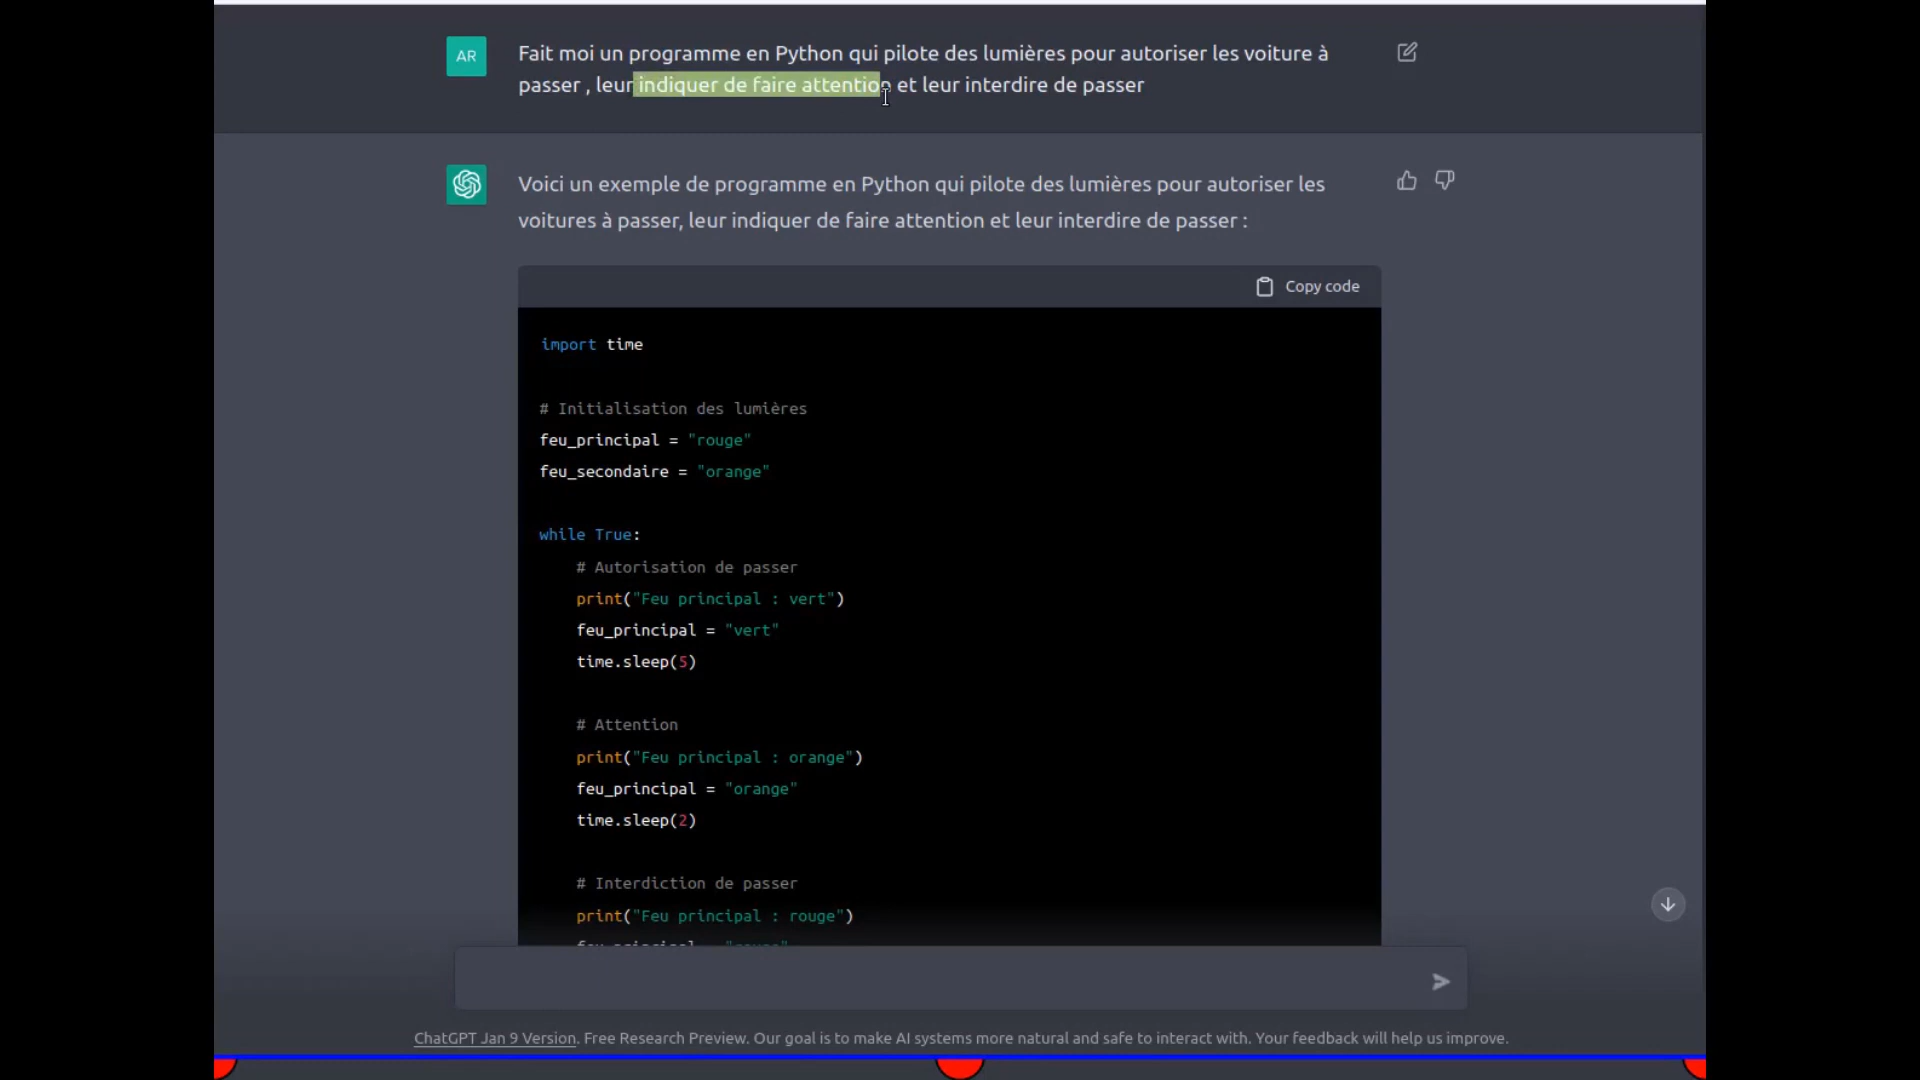 AR
Fait moi un programme en Python qui pilote des lumières pour autoriser les voiture à
passer , leur indiquer de faire attention et leur interdire de passer
Voici un exemple de programme en Python qui pilote des lumières pour autoriser les
voitures à passer, leur indiquer de faire attention et leur interdire de passer :
Copy code
import time
# Initialisation des lumières
feu_principal = "rouge"
feu_secondaire = "orange"
while True:
# Autorisation de passer
print("Feu principal : vert")
feu_principal = "vert"
time.sleep(5)
# Attention
print("Feu principal : orange")
feu_principal = "orange"
time.sleep(2)
# Interdiction de passer
print("Feu principal : rouge")
feu_principal = "rouge"
ChatGPT Jan 9 Version. Free Research Preview. Our goal is to make AI systems more natural and safe to interact with. Your feedback will help us improve.